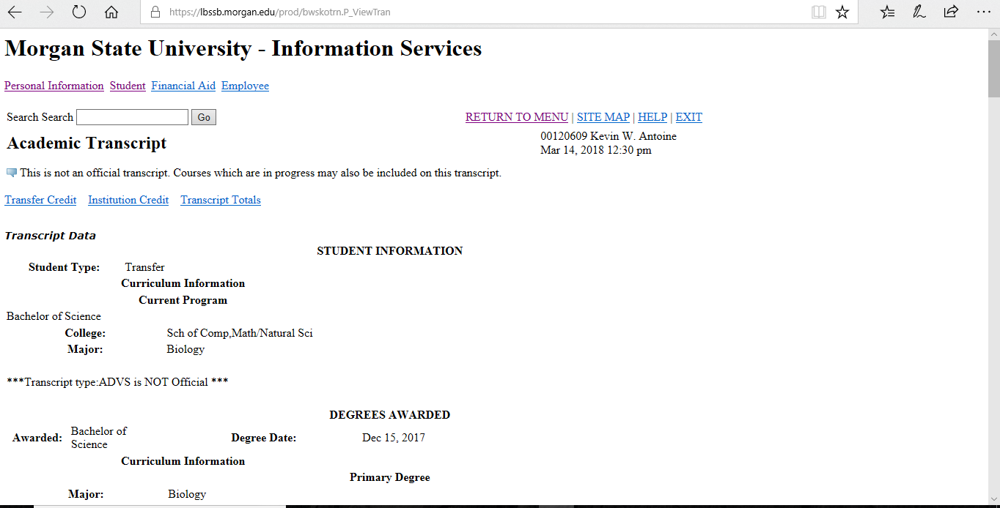 https://lbssb.morgan.edu/prod/bwskotrn.P_ViewTran
Morgan State University - Information Services
Personal Information Student Financial Aid Employee
Search Search Go RETURN TO MENU | SITE MAP | HELP | EXIT
Academic Transcript
00120609 Kevin W. Antoine
Mar 14, 2018 12:30 pm
This is not an official transcript. Courses which are in progress may also be included on this transcript.
Transfer Credit Institution Credit Transcript Totals
Transcript Data
STUDENT INFORMATION
Student Type: Transfer
Curriculum Information
Current Program
Bachelor of Science
College: Sch of Comp,Math/Natural Sci
Major: Biology
***Transcript type:ADVS is NOT Official ***
DEGREES AWARDED
Awarded: Bachelor of Science Degree Date: Dec 15, 2017
Curriculum Information
Primary Degree
Major: Biology